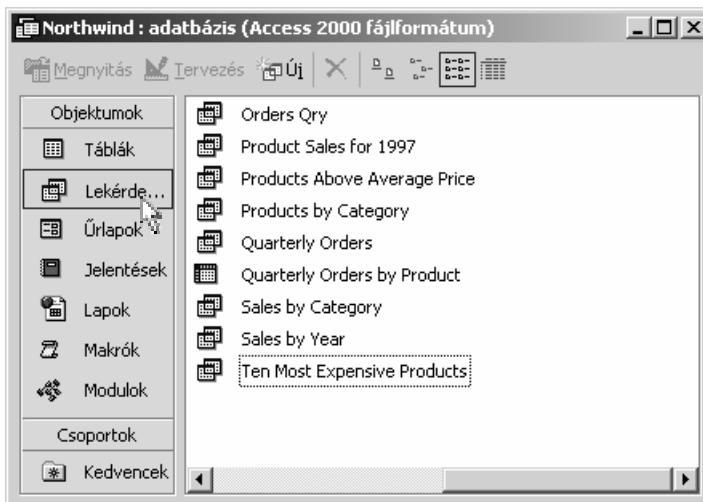 Northwind : adatbázis (Access 2000 fájlformátum)
Megnyitás Tervezés Új
Objektumok
Táblák
Lekérde...
Űrlapok
Jelentések
Lapok
Makrók
Modulok
Csoportok
Kedvencek
Orders Qry
Product Sales for 1997
Products Above Average Price
Products by Category
Quarterly Orders
Quarterly Orders by Product
Sales by Category
Sales by Year
Ten Most Expensive Products